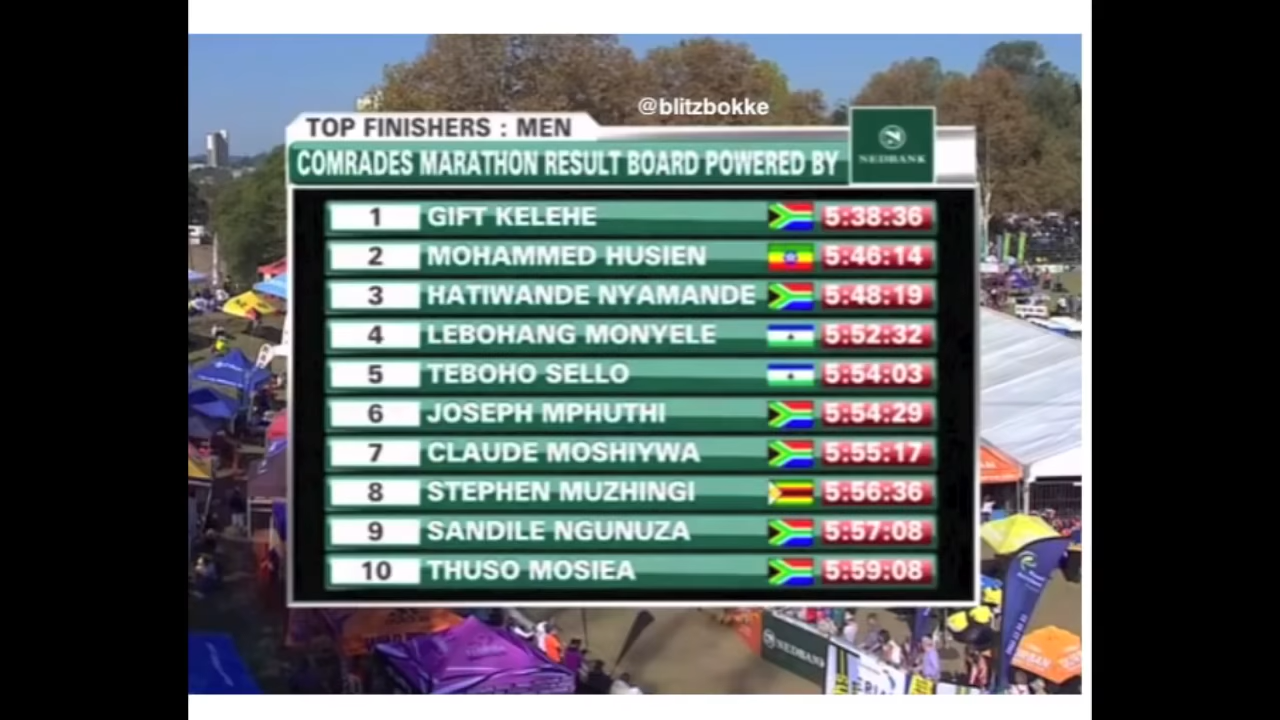 @blitzbokke
TOP FINISHERS : MEN
COMRADES MARATHON RESULT BOARD POWERED BY
NEDBANK
1 GIFT KELEHE 5:38:36
2 MOHAMMED HUSIEN 5:46:14
3 HATIWANDE NYAMANDE 5:48:19
4 LEBOHANG MONYELE 5:52:32
5 TEBOHO SELLO 5:54:03
6 JOSEPH MPHUTHI 5:54:29
7 CLAUDE MOSHIYWA 5:55:17
8 STEPHEN MUZHINGI 5:56:36
9 SANDILE NGUNUZA 5:57:08
10 THUSO MOSIEA 5:59:08
NEDBANK